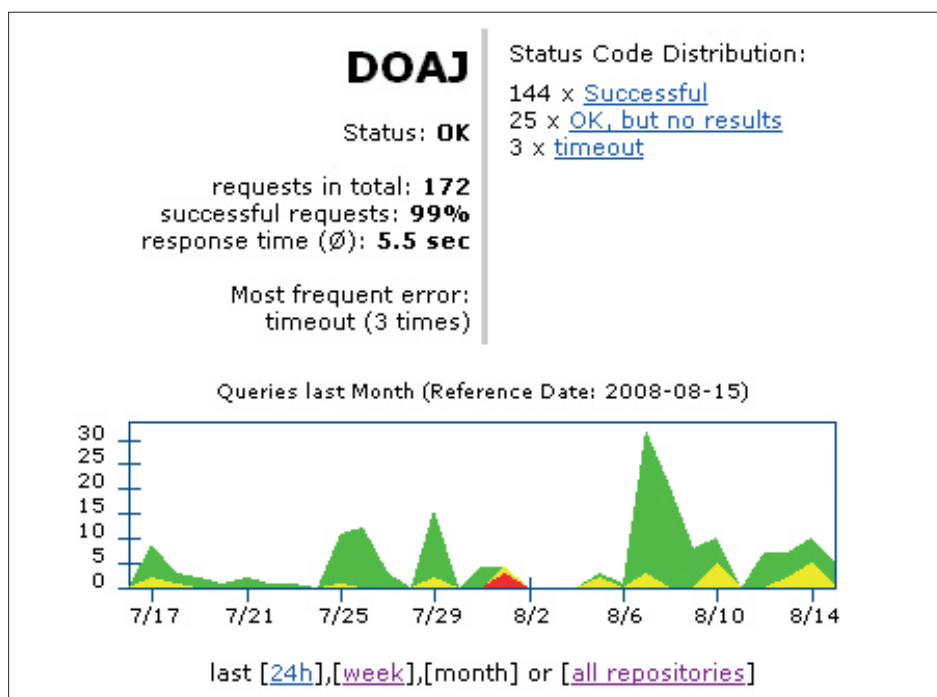 DOAJ
Status: OK
requests in total: 172
successful requests: 99%
response time (Ø): 5.5 sec
Most frequent error:
timeout (3 times)
Status Code Distribution:
144 x Successful
25 x OK, but no results
3 x timeout
Queries last Month (Reference Date: 2008-08-15)
30
25
20
15
10
5
0
7/17 7/21 7/25 7/29 8/2 8/6 8/10 8/14
last [24h],[week],[month] or [all repositories]